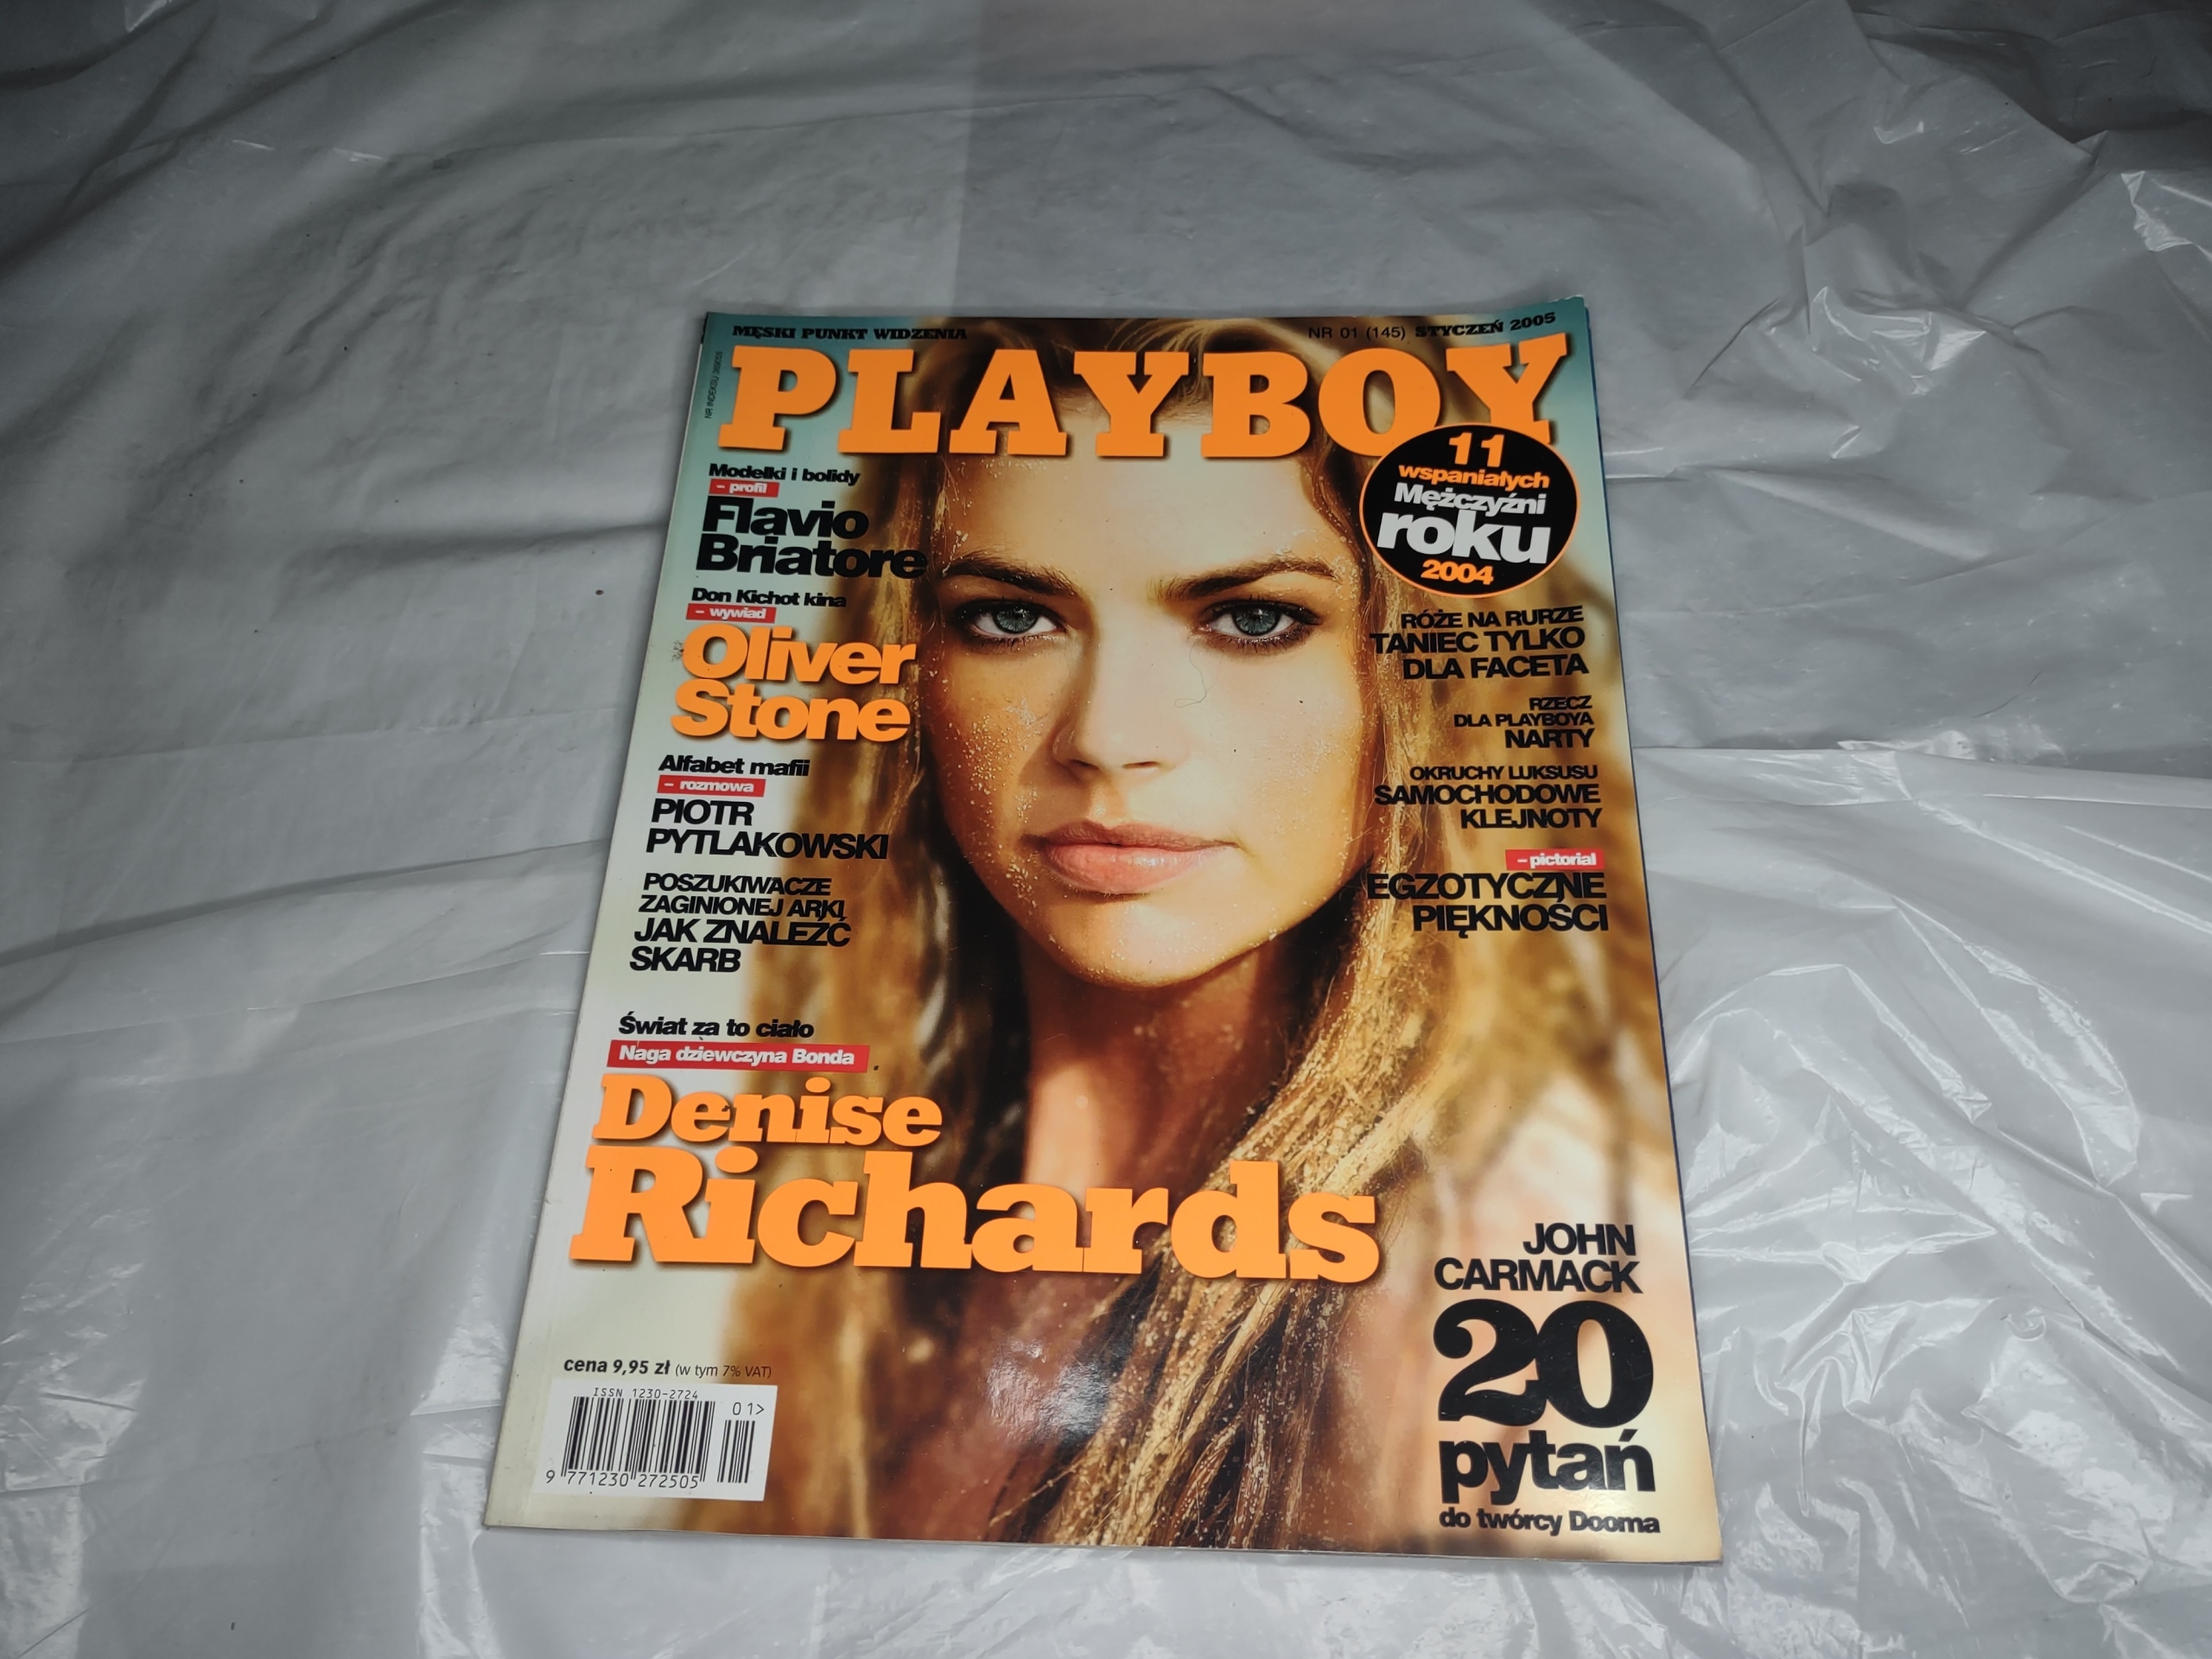 MĘSKI PUNKT WIDZENIA
NR 01 (145) STYCZEŃ 2005
PLAYBOY
11
wspaniałych
Mężczyźni
roku
2004
Modelki i bolidy
– profil
Flavio
Briatore
Don Kichot kina
– wywiad
Oliver
Stone
Alfabet mafii
– rozmowa
PIOTR
PYTLAKOWSKI
POSZUKIWACZE
ZAGINIONEJ ARKI
JAK ZNALEŹĆ
SKARB
Świat za to ciało
Naga dziewczyna Bonda
Denise
Richards
RÓŻE NA RURZE
TANIEC TYLKO
DLA FACETA
RZECZ
DLA PLAYBOYA
NARTY
OKRUCHY LUKSUSU
SAMOCHODOWE
KLEJNOTY
– pictorial
EGZOTYCZNE
PIĘKNOŚCI
JOHN
CARMACK
20
pytań
do twórcy Dooma
cena 9,95 zł (w tym 7% VAT)
ISSN 1230-2724
01>
9 771230 272505